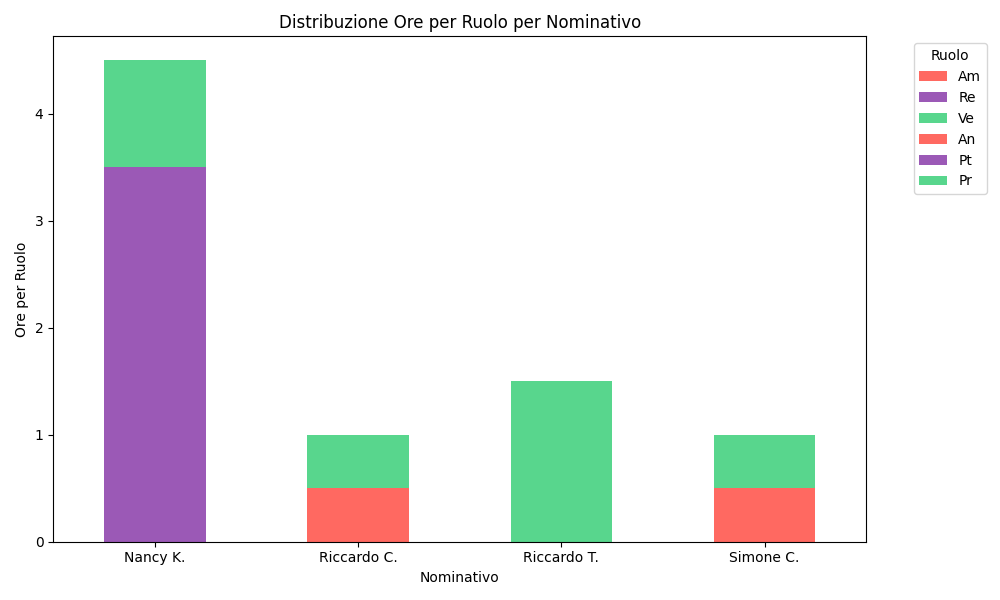 Distribuzione Ore per Ruolo per Nominativo
Ruolo
Am
Re
Ve
An
Pt
Pr
Ore per Ruolo
4
3
2
1
0
Nancy K.
Riccardo C.
Riccardo T.
Simone C.
Nominativo